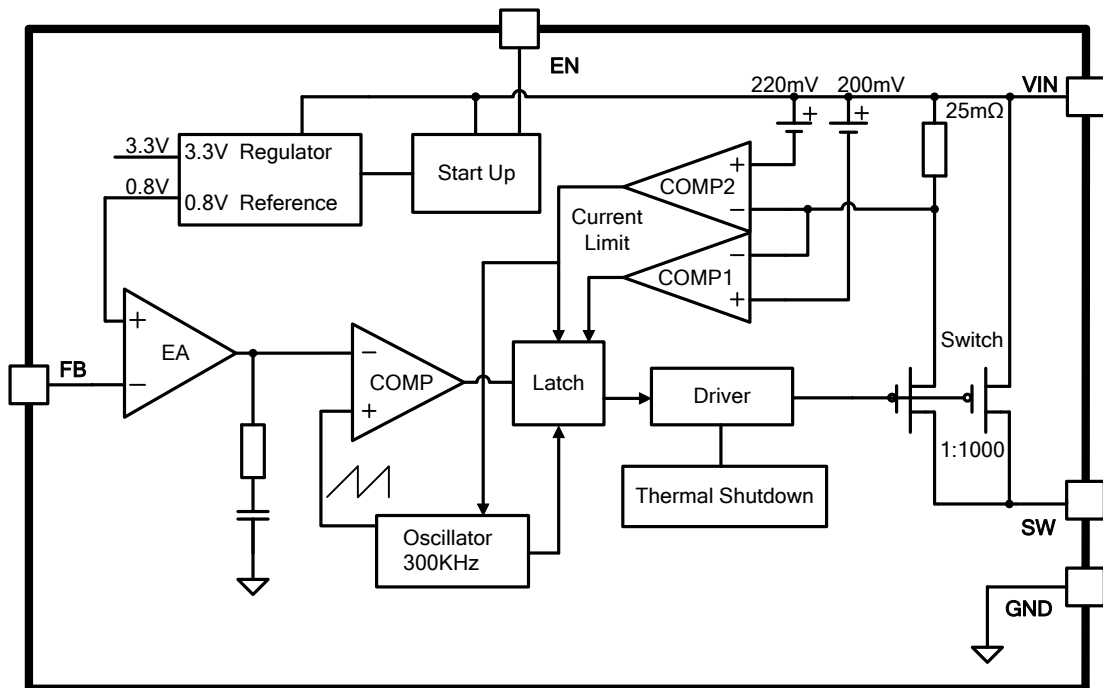 EN
220mV 200mV VIN
25mΩ
3.3V 3.3V Regulator
Start Up
0.8V 0.8V Reference
+
+
+
COMP2
−
Current
Limit
−
COMP1
+
+
EA
FB −
−
COMP
+
Latch
Driver
Switch
1:1000
Thermal Shutdown
Oscillator
300KHz
SW
GND